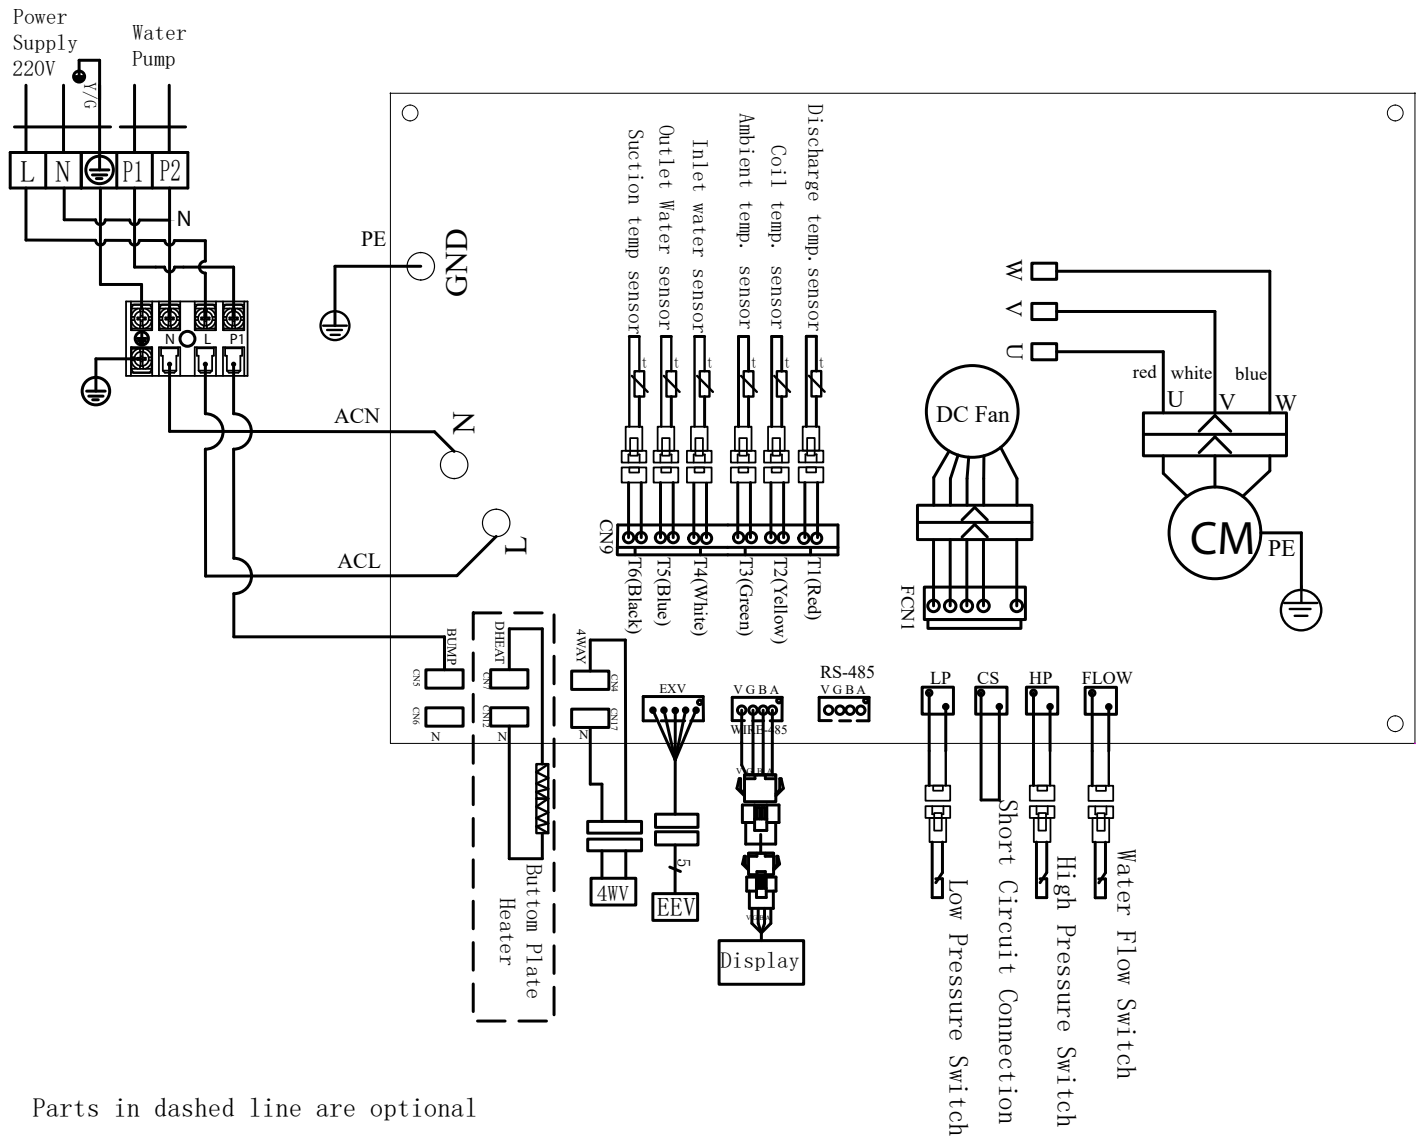 Power
Supply
220V
Water
Pump
Y/G
L
N
P1
P2
N
PE
GND
N
L
P1
ACN
N
ACL
L
Suction temp sensor
Outlet Water sensor
Inlet water sensor
Ambient temp. sensor
Coil temp. sensor
Discharge temp. sensor
t
t
t
t
t
t
CN9
T6(Black)
T5(Blue)
T4(White)
T3(Green)
T2(Yellow)
T1(Red)
W
V
U
red
white
blue
U
V
W
CM
PE
DC Fan
FCN1
BUMP
CN5
CN6
N
DHEAT
CN7
CN12
N
4WAY
CN4
CN17
N
4WV
EXV
5
EEV
V G B A
WIRE-485
V G B A
V G B A
Display
RS-485
V G B A
LP
CS
HP
FLOW
Low Pressure Switch
Short Circuit Connection
High Pressure Switch
Water Flow Switch
Buttom Plate
Heater
Parts in dashed line are optional